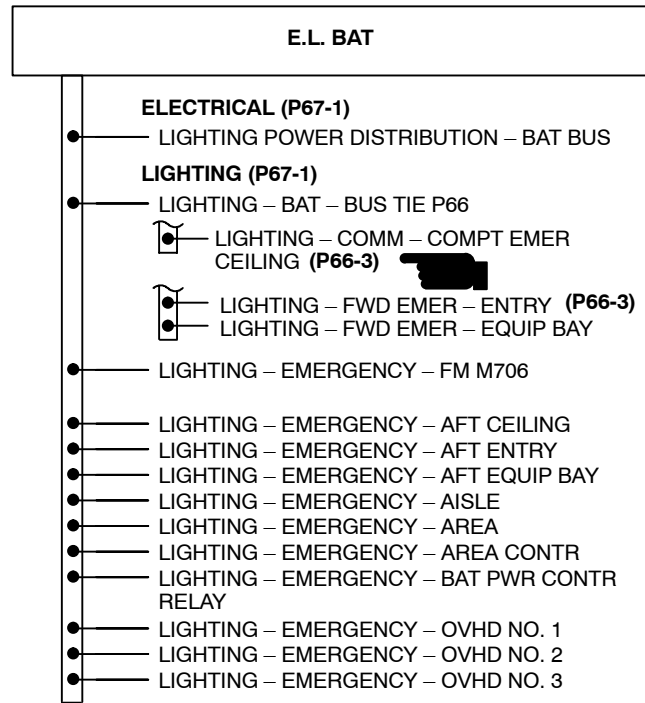 E.L. BAT
ELECTRICAL (P67-1)
LIGHTING POWER DISTRIBUTION – BAT BUS
LIGHTING (P67-1)
LIGHTING – BAT – BUS TIE P66
LIGHTING – COMM – COMPT EMER
CEILING (P66-3)
LIGHTING – FWD EMER – ENTRY (P66-3)
LIGHTING – FWD EMER – EQUIP BAY
LIGHTING – EMERGENCY – FM M706
LIGHTING – EMERGENCY – AFT CEILING
LIGHTING – EMERGENCY – AFT ENTRY
LIGHTING – EMERGENCY – AFT EQUIP BAY
LIGHTING – EMERGENCY – AISLE
LIGHTING – EMERGENCY – AREA
LIGHTING – EMERGENCY – AREA CONTR
LIGHTING – EMERGENCY – BAT PWR CONTR
RELAY
LIGHTING – EMERGENCY – OVHD NO. 1
LIGHTING – EMERGENCY – OVHD NO. 2
LIGHTING – EMERGENCY – OVHD NO. 3